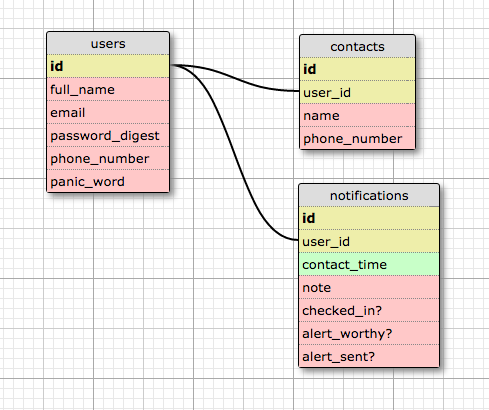 users
id
full_name
email
password_digest
phone_number
panic_word
contacts
id
user_id
name
phone_number
notifications
id
user_id
contact_time
note
checked_in?
alert_worthy?
alert_sent?